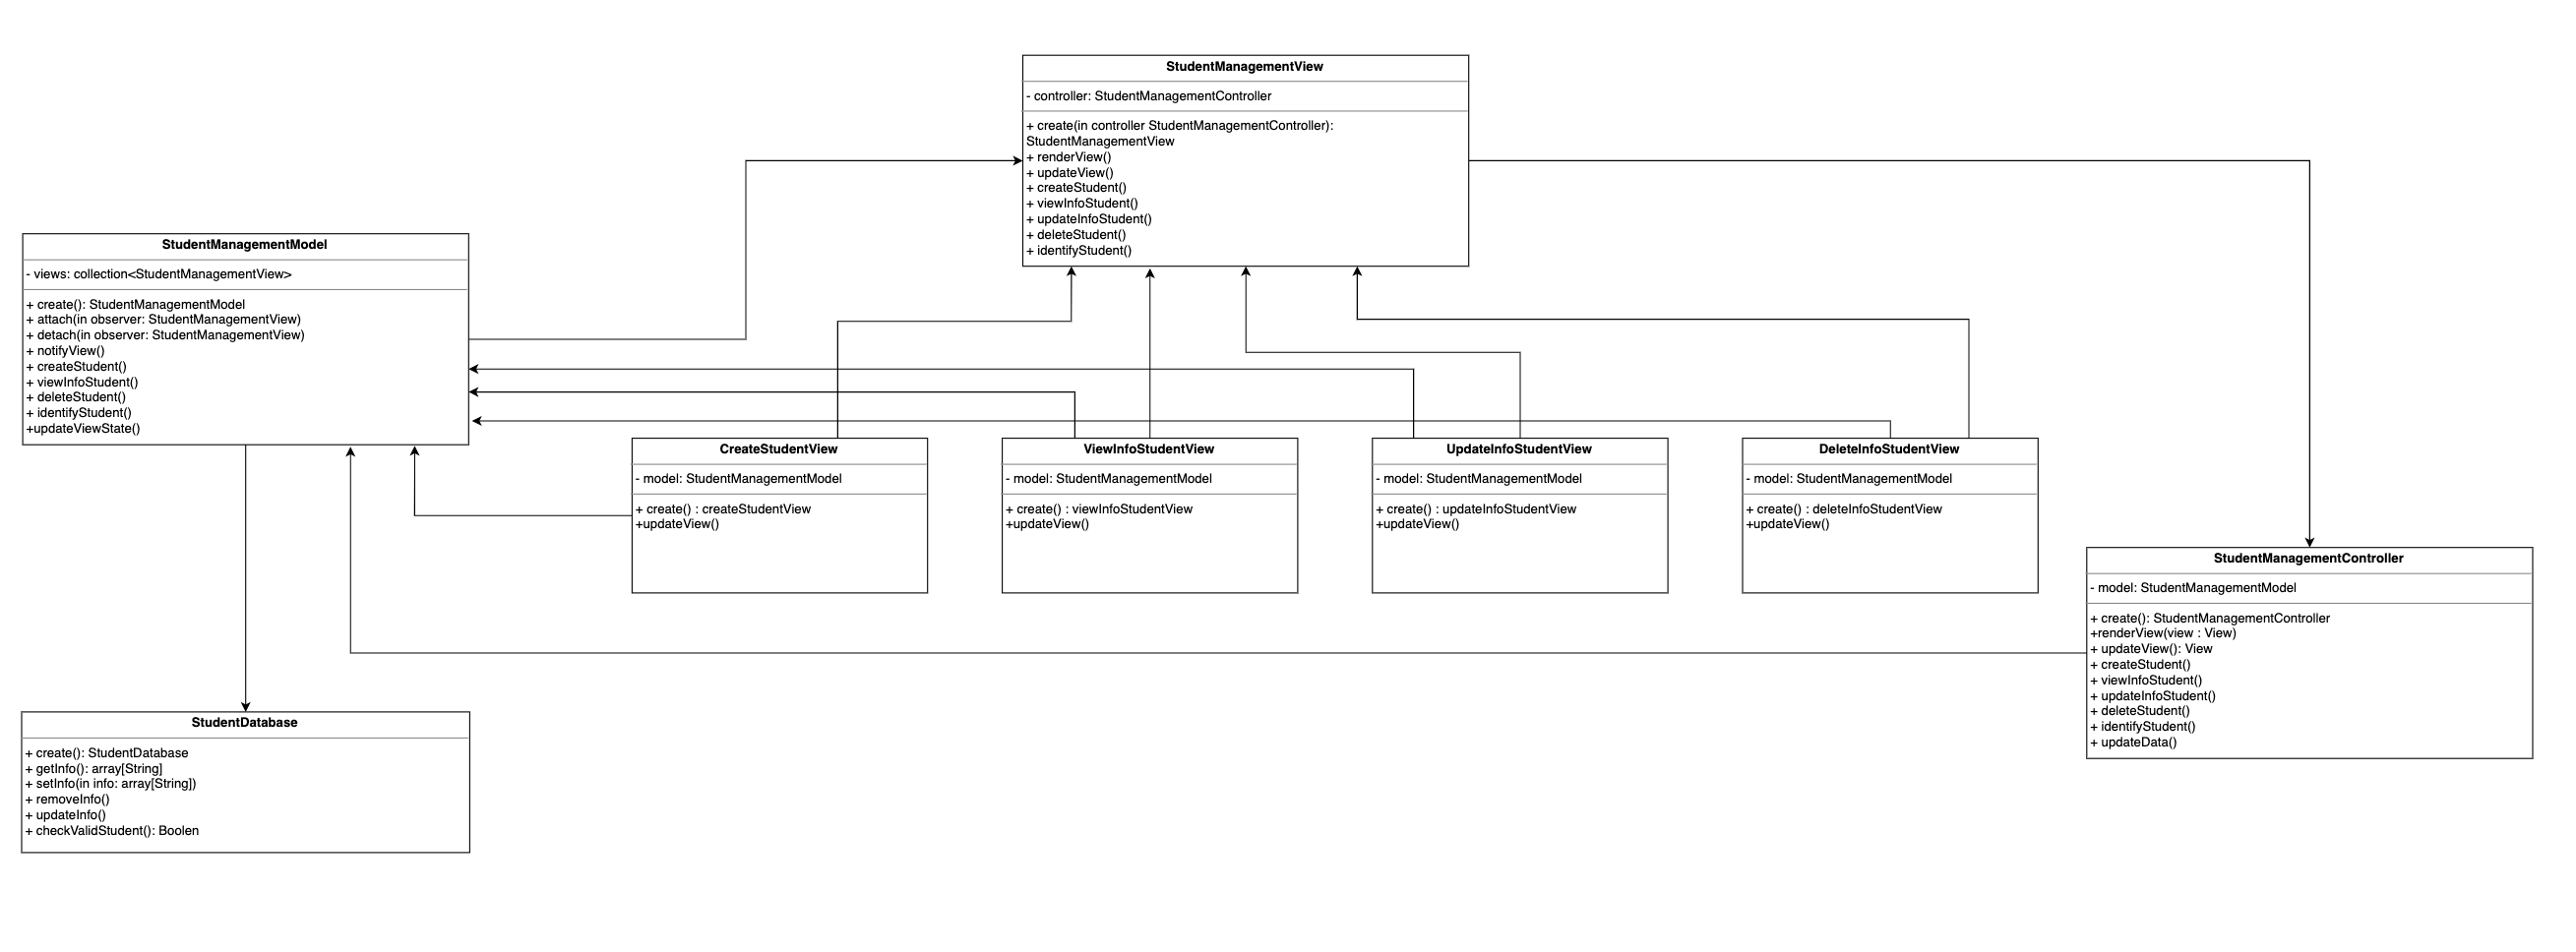 StudentManagementView
- controller: StudentManagementController
+ create(in controller StudentManagementController):
StudentManagementView
+ renderView()
+ updateView()
+ createStudent()
+ viewInfoStudent()
+ updateInfoStudent()
+ deleteStudent()
+ identifyStudent()
StudentManagementModel
- views: collection<StudentManagementView>
+ create(): StudentManagementModel
+ attach(in observer: StudentManagementView)
+ detach(in observer: StudentManagementView)
+ notifyView()
+ createStudent()
+ viewInfoStudent()
+ deleteStudent()
+ identifyStudent()
+updateViewState()
CreateStudentView
- model: StudentManagementModel
+ create() : createStudentView
+updateView()
ViewInfoStudentView
- model: StudentManagementModel
+ create() : viewInfoStudentView
+updateView()
UpdateInfoStudentView
- model: StudentManagementModel
+ create() : updateInfoStudentView
+updateView()
DeleteInfoStudentView
- model: StudentManagementModel
+ create() : deleteInfoStudentView
+updateView()
StudentManagementController
- model: StudentManagementModel
+ create(): StudentManagementController
+renderView(view : View)
+ updateView(): View
+ createStudent()
+ viewInfoStudent()
+ updateInfoStudent()
+ deleteStudent()
+ identifyStudent()
+ updateData()
StudentDatabase
+ create(): StudentDatabase
+ getInfo(): array[String]
+ setInfo(in info: array[String])
+ removeInfo()
+ updateInfo()
+ checkValidStudent(): Boolen